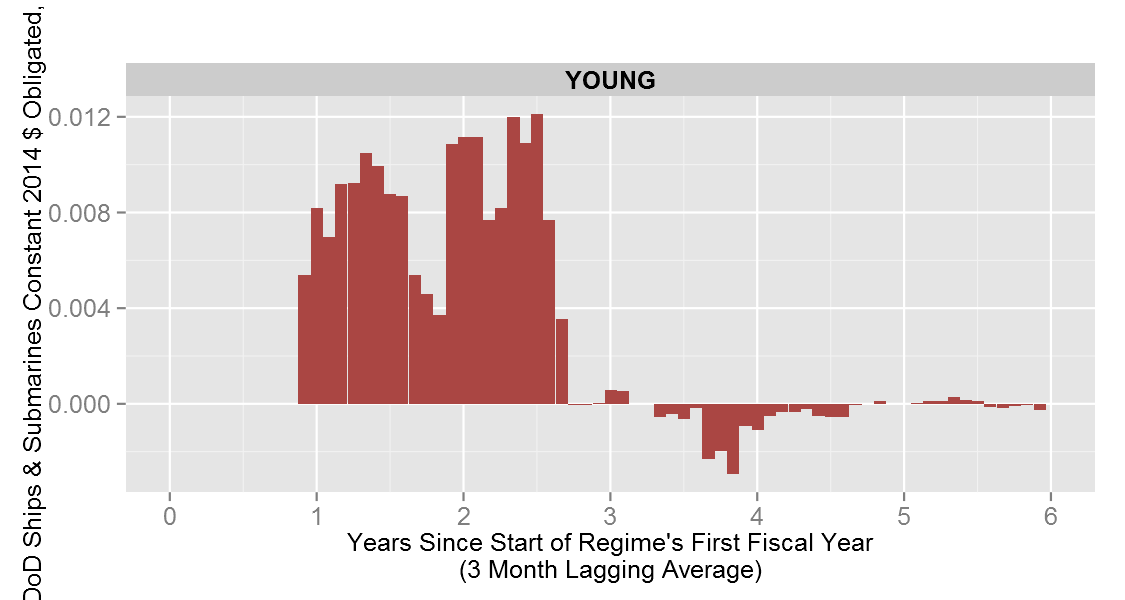 YOUNG
DoD Ships & Submarines Constant 2014 $ Obligated,
0.012
0.008
0.004
0.000
0 1 2 3 4 5 6
Years Since Start of Regime's First Fiscal Year
(3 Month Lagging Average)